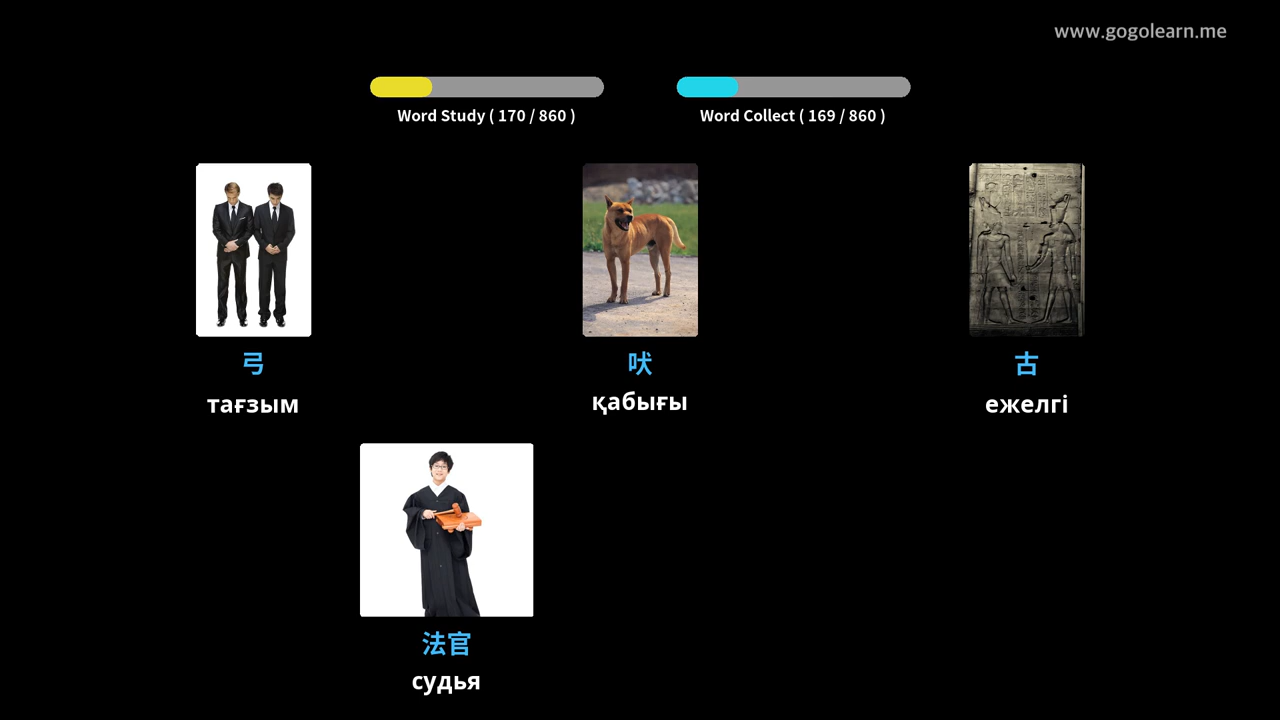 www.gogolearn.me
Word Study ( 170 / 860 )
Word Collect ( 169 / 860 )
弓
тағзым
吠
қабығы
古
ежелгі
法官
судья